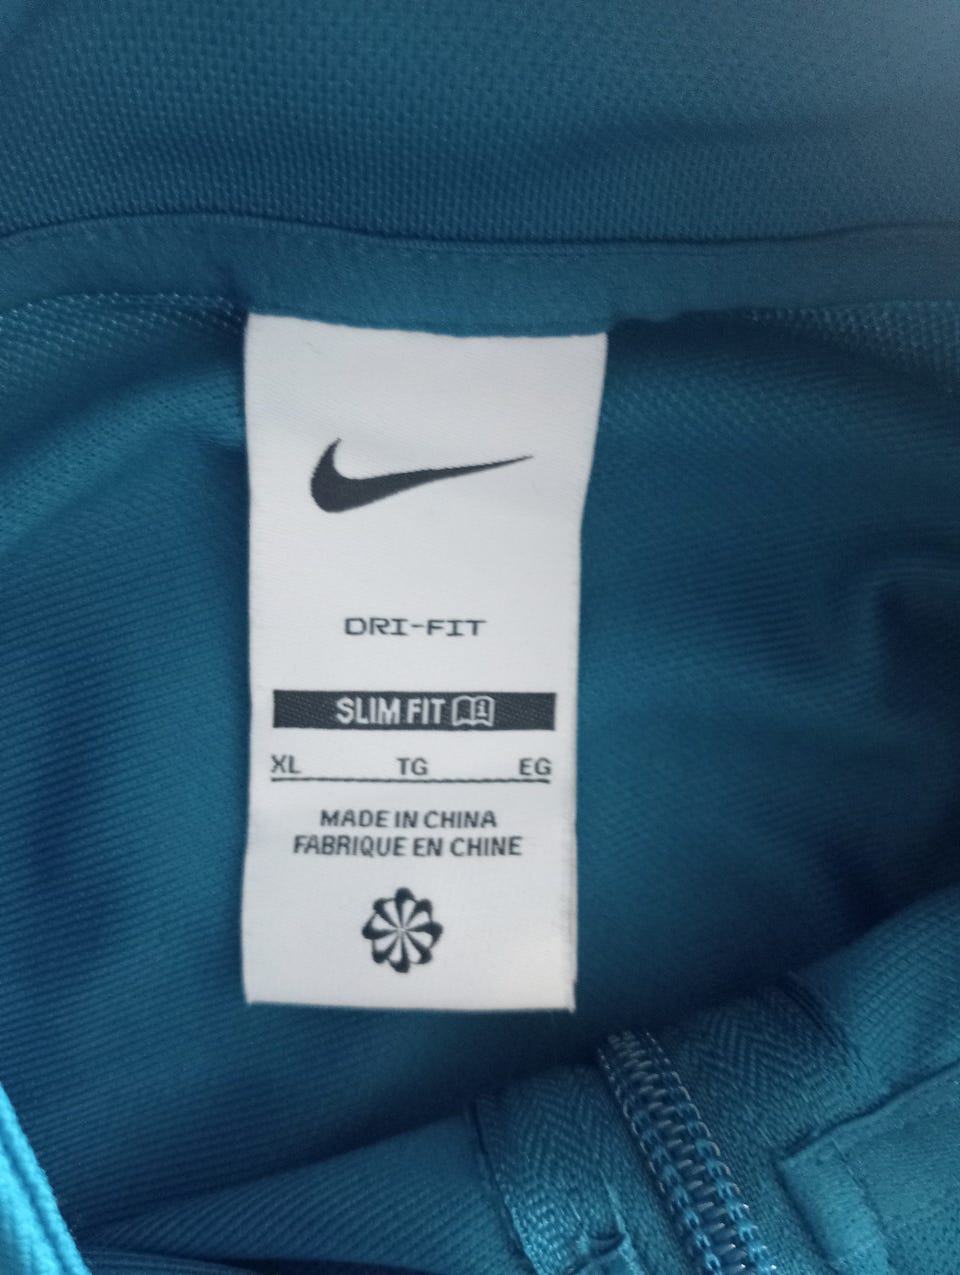 DRI-FIT
SLIM FIT
XL TG EG
MADE IN CHINA
FABRIQUE EN CHINE